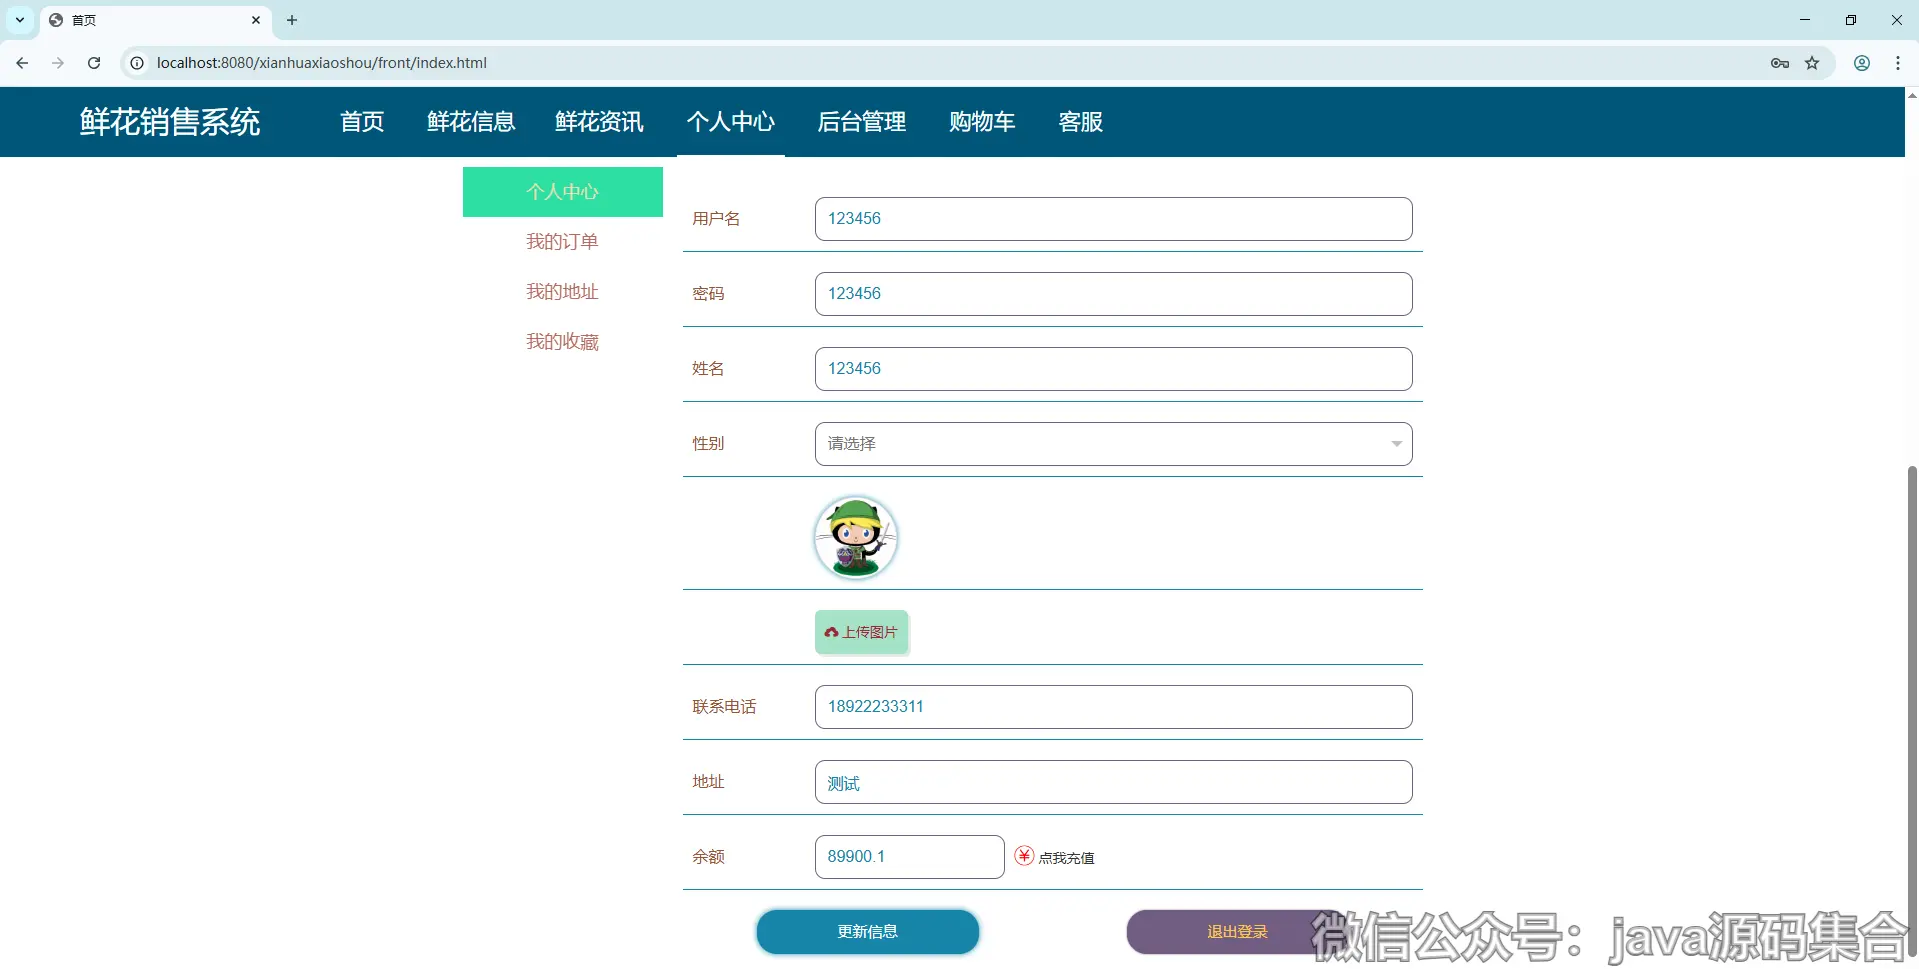 首页
localhost:8080/xianhuaxiaoshou/front/index.html
鲜花销售系统 首页 鲜花信息 鲜花资讯 个人中心 后台管理 购物车 客服
个人中心
我的订单
我的地址
我的收藏
用户名 123456
密码 123456
姓名 123456
性别 请选择
上传图片
联系电话 18922233311
地址 测试
余额 89900.1 点我充值
更新信息 退出登录
微信公众号：java源码集合